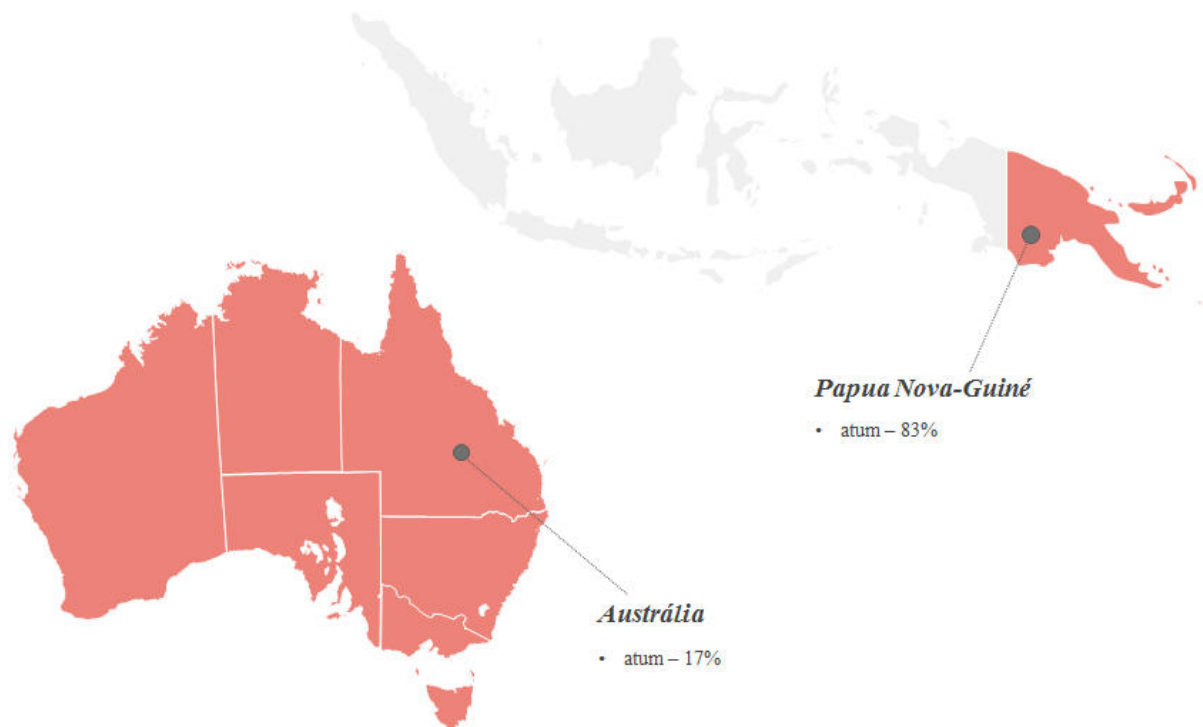 Papua Nova-Guiné
• atum – 83%
Austrália
• atum – 17%